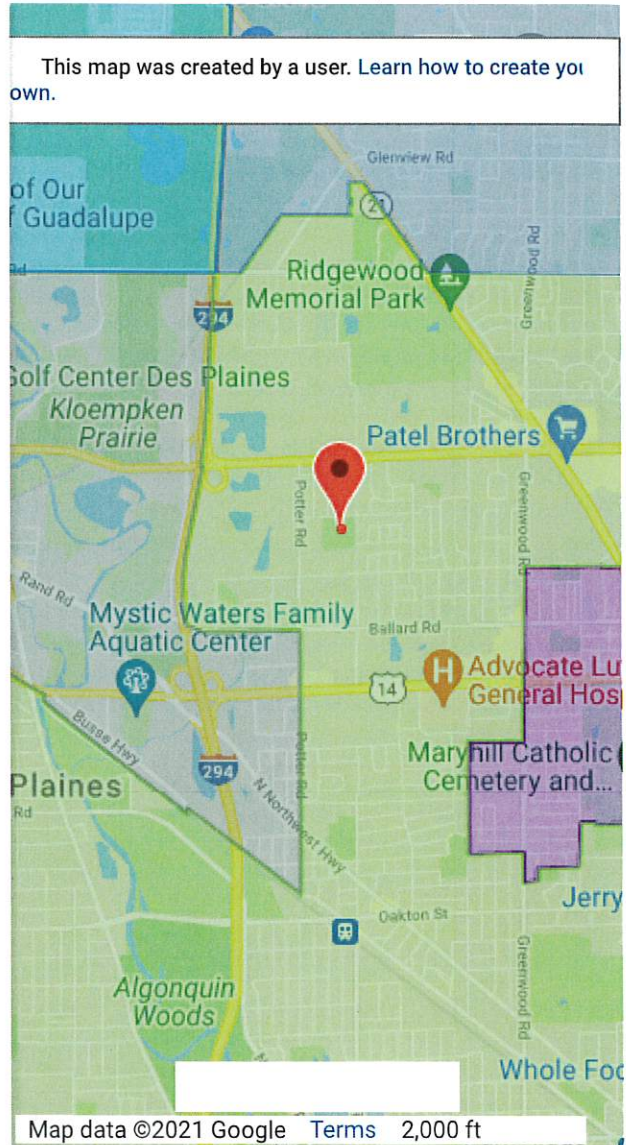 This map was created by a user. Learn how to create you
own.
Glenview Rd
of Our
f Guadalupe
21
Ridgewood
Memorial Park
Greenwood Rd
Rd
294
Golf Center Des Plaines
Kloempken
Prairie
Patel Brothers
Potter Rd
Greenwood Rd
Rand Rd
Mystic Waters Family
Aquatic Center
Ballard Rd
14
H
Advocate Lu
General Hosp
Busse Hwy
Potter Rd
Maryhill Catholic
Cemetery and...
294
Plaines
Rd
N Northwest Hwy
Jerry
Oakton St
Greenwood Rd
Algonquin
Woods
Whole Foo
Map data ©2021 Google Terms 2,000 ft